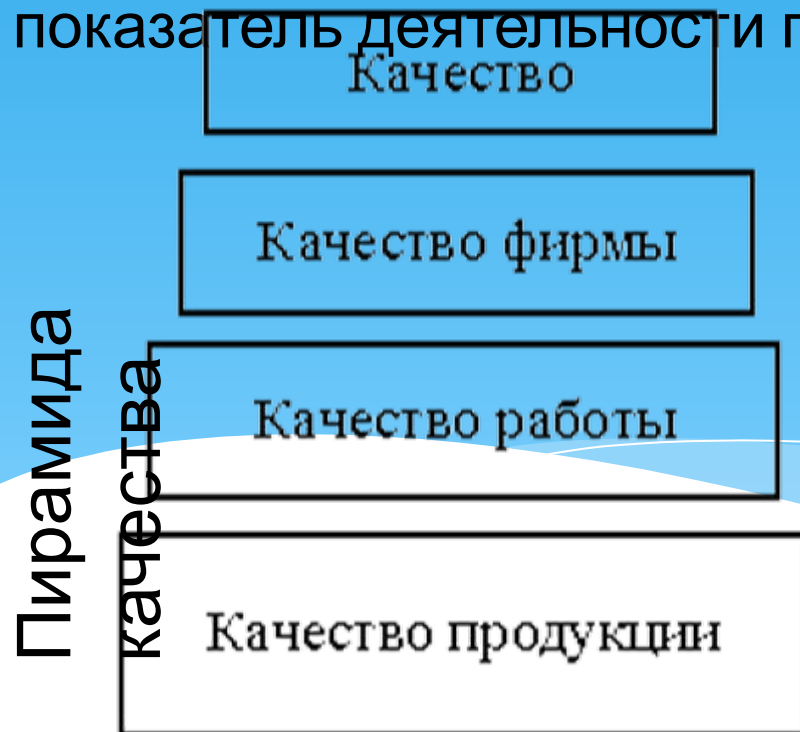 показатель деятельности п
Качество
Качество фирмы
Качество работы
Качество продукции
Пирамида
качества